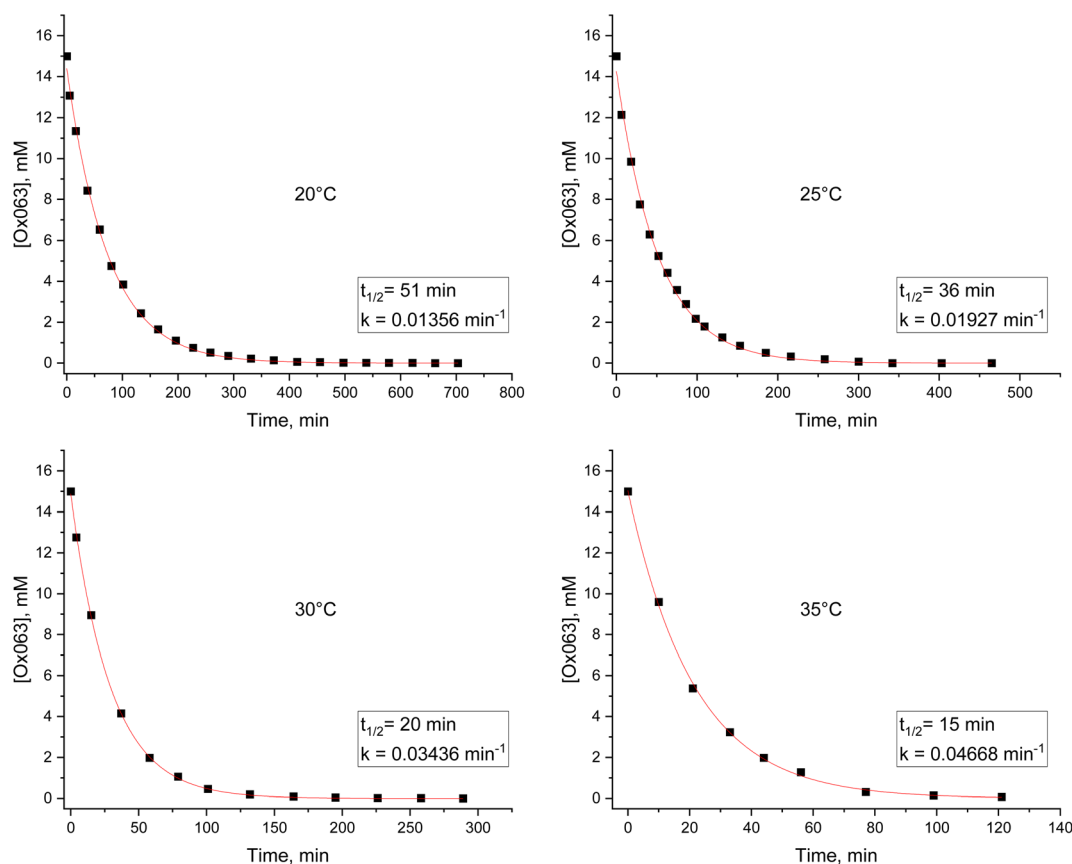 16
14
12
10
8
6
4
2
0
[Ox063], mM
20°C
t1/2= 51 min
k = 0.01356 min-1
0 100 200 300 400 500 600 700 800
Time, min
16
14
12
10
8
6
4
2
0
[Ox063], mM
25°C
t1/2= 36 min
k = 0.01927 min-1
0 100 200 300 400 500
Time, min
16
14
12
10
8
6
4
2
0
[Ox063], mM
30°C
t1/2= 20 min
k = 0.03436 min-1
0 50 100 150 200 250 300
Time, min
16
14
12
10
8
6
4
2
0
[Ox063], mM
35°C
t1/2= 15 min
k = 0.04668 min-1
0 20 40 60 80 100 120 140
Time, min